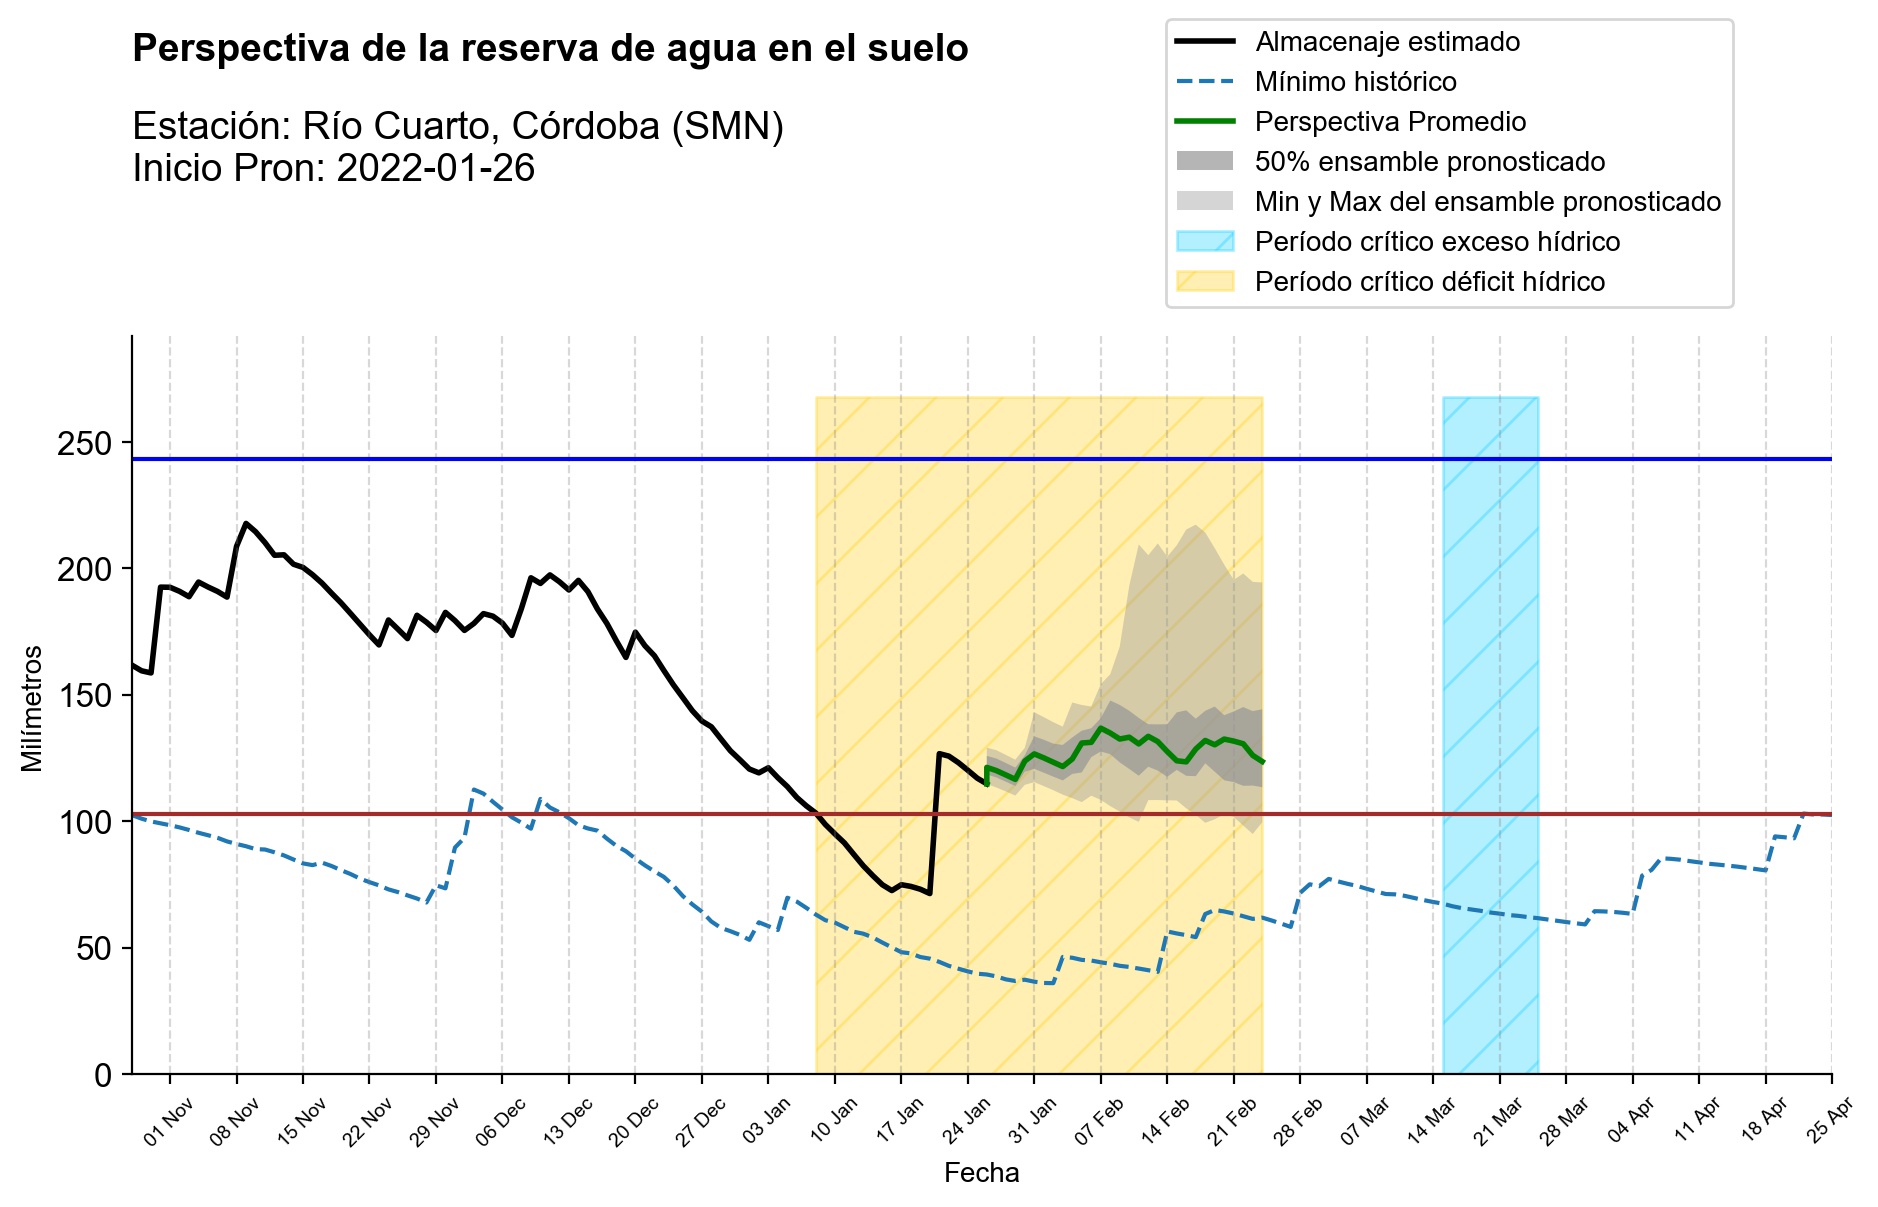 Perspectiva de la reserva de agua en el suelo
Estación: Río Cuarto, Córdoba (SMN)
Inicio Pron: 2022-01-26
Almacenaje estimado
Mínimo histórico
Perspectiva Promedio
50% ensamble pronosticado
Min y Max del ensamble pronosticado
Período crítico exceso hídrico
Período crítico déficit hídrico
Milímetros
250
200
150
100
50
0
01 Nov
08 Nov
15 Nov
22 Nov
29 Nov
06 Dec
13 Dec
20 Dec
27 Dec
03 Jan
10 Jan
17 Jan
24 Jan
31 Jan
07 Feb
14 Feb
21 Feb
28 Feb
07 Mar
14 Mar
21 Mar
28 Mar
04 Apr
11 Apr
18 Apr
25 Apr
Fecha